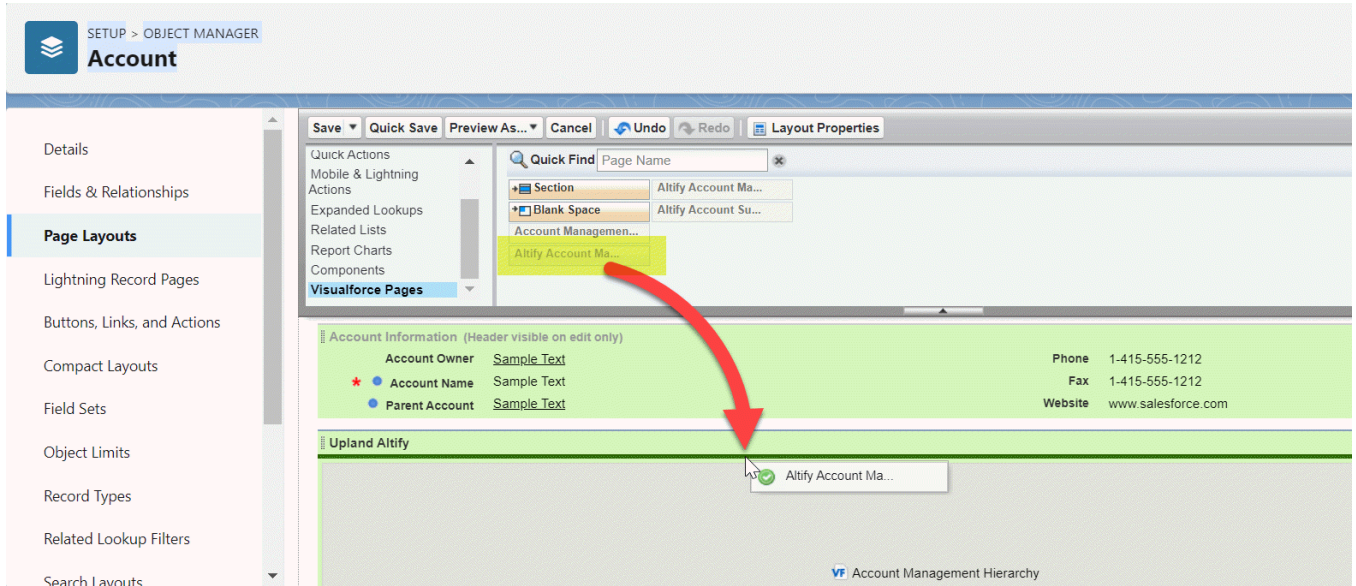 SETUP > OBJECT MANAGER
Account
Details
Fields & Relationships
Page Layouts
Lightning Record Pages
Buttons, Links, and Actions
Compact Layouts
Field Sets
Object Limits
Record Types
Related Lookup Filters
Search Layouts
Save Quick Save Preview As... Cancel Undo Redo Layout Properties
Quick Actions
Mobile & Lightning
Actions
Expanded Lookups
Related Lists
Report Charts
Components
Visualforce Pages
Quick Find Page Name
Section Altify Account Ma...
Blank Space Altify Account Su...
Account Managemen...
Altify Account Ma...
Account Information (Header visible on edit only)
Account Owner Sample Text Phone 1-415-555-1212
* Account Name Sample Text Fax 1-415-555-1212
Parent Account Sample Text Website www.salesforce.com
Upland Altify
Altify Account Ma...
VF Account Management Hierarchy